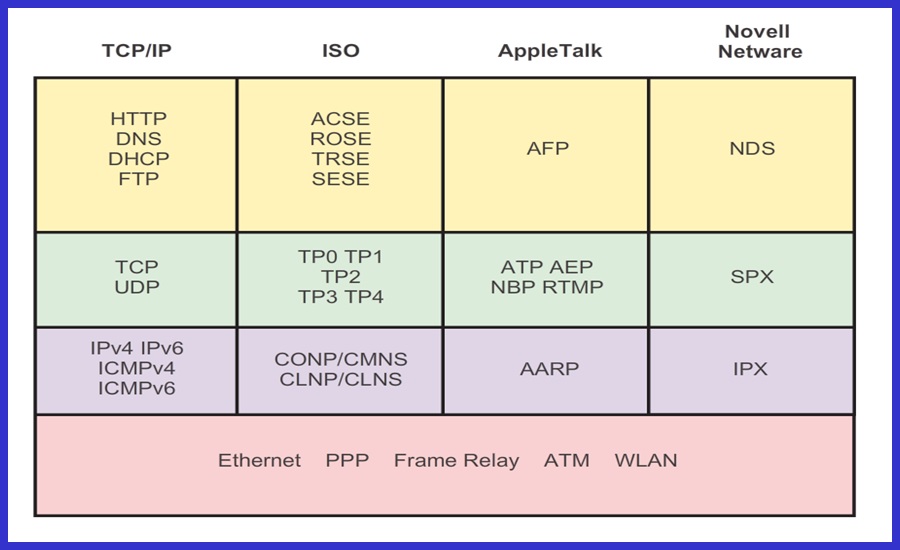 TCP/IP
ISO
AppleTalk
Novell
Netware
HTTP
DNS
DHCP
FTP
ACSE
ROSE
TRSE
SESE
AFP
NDS
TCP
UDP
TP0 TP1
TP2
TP3 TP4
ATP AEP
NBP RTMP
SPX
IPv4 IPv6
ICMPv4
ICMPv6
CONP/CMNS
CLNP/CLNS
AARP
IPX
Ethernet PPP Frame Relay ATM WLAN